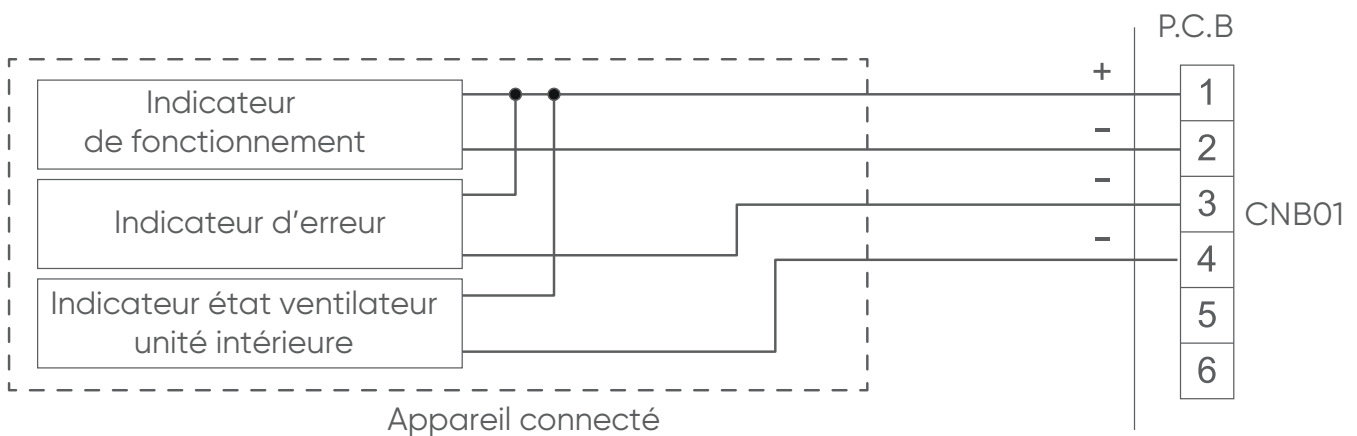 P.C.B
Indicateur
de fonctionnement
Indicateur d'erreur
Indicateur état ventilateur
unité intérieure
Appareil connecté
+
-
-
-
1
2
3
4
5
6
CNB01